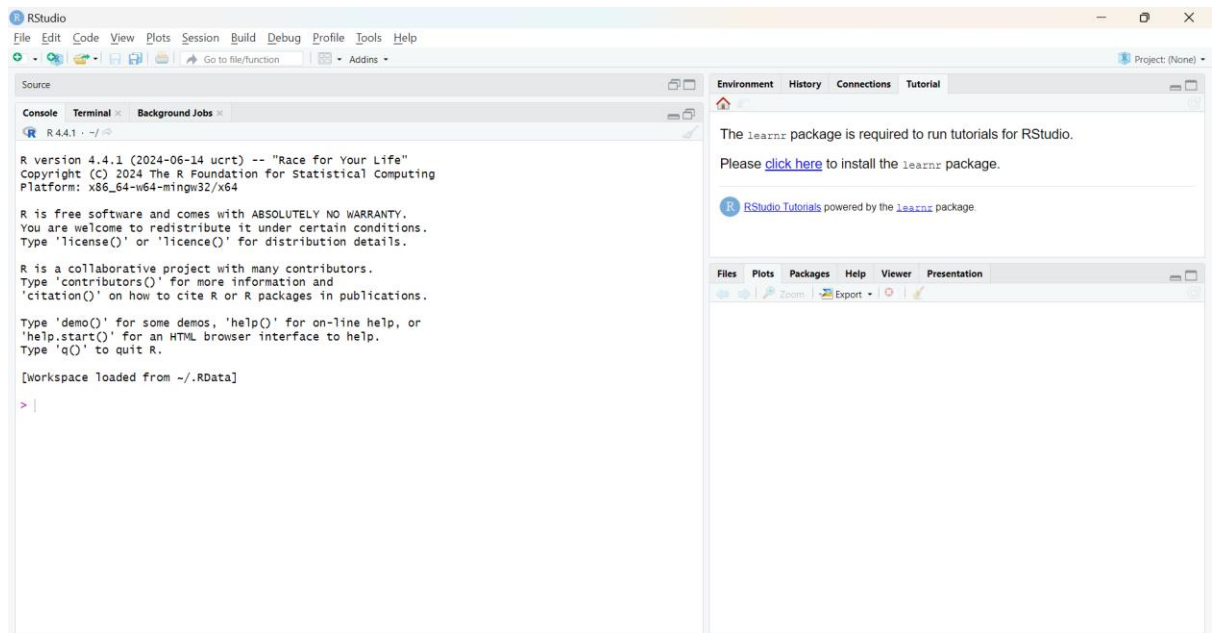 RStudio
File Edit Code View Plots Session Build Debug Profile Tools Help
Go to file/function Addins Project: (None)
Source
Console Terminal Background Jobs
R 4.4.1 · ~/
R version 4.4.1 (2024-06-14 ucrt) -- "Race for Your Life"
Copyright (C) 2024 The R Foundation for Statistical Computing
Platform: x86_64-w64-mingw32/x64
R is free software and comes with ABSOLUTELY NO WARRANTY.
You are welcome to redistribute it under certain conditions.
Type 'license()' or 'licence()' for distribution details.
R is a collaborative project with many contributors.
Type 'contributors()' for more information and
'citation()' on how to cite R or R packages in publications.
Type 'demo()' for some demos, 'help()' for on-line help, or
'help.start()' for an HTML browser interface to help.
Type 'q()' to quit R.
[Workspace loaded from ~/.RData]
>
Environment History Connections Tutorial
The learnr package is required to run tutorials for RStudio.
Please click here to install the learnr package.
R RStudio Tutorials powered by the learnr package.
Files Plots Packages Help Viewer Presentation
Zoom Export